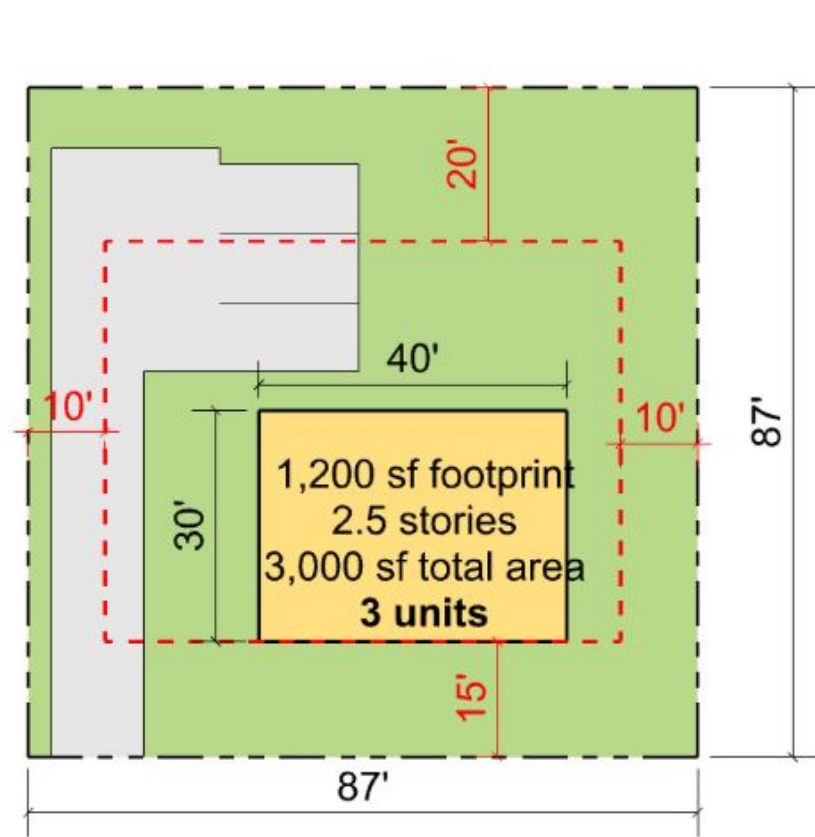 20'
40'
10'
10'
87'
30'
1,200 sf footprint
2.5 stories
3,000 sf total area
3 units
15'
87'